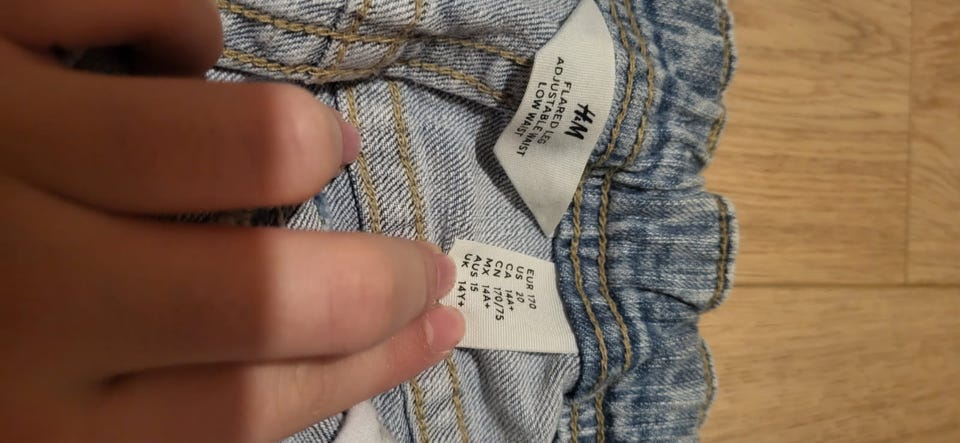 H&M
FLARED LEG
ADJUSTABLE WAIST
LOW WAIST
EUR 170
US 20
CA 14A+
CN 170/75
MX 14A+
AUS 15
UK 14Y+